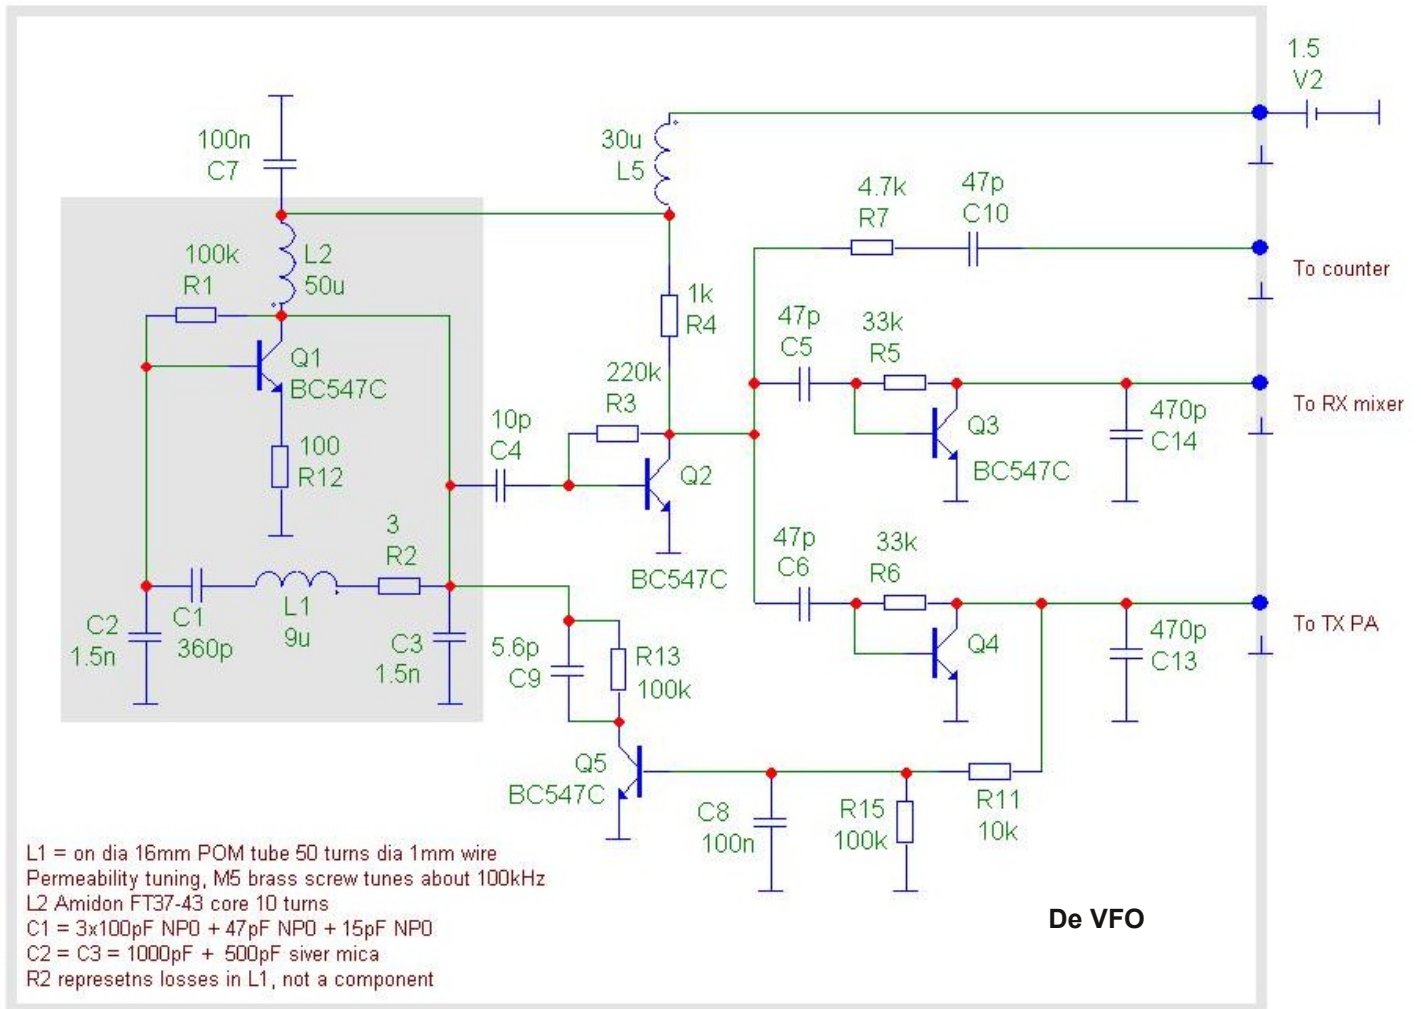 1.5
V2
100n
C7
30u
L5
4.7k
R7
47p
C10
To counter
100k
R1
L2
50u
1k
R4
47p
C5
33k
R5
Q1
BC547C
220k
R3
To RX mixer
470p
C14
10p
C4
Q3
BC547C
100
R12
Q2
BC547C
3
R2
47p
C6
33k
R6
C2
1.5n
C1
360p
L1
9u
C3
1.5n
5.6p
C9
R13
100k
Q4
470p
C13
To TX PA
Q5
BC547C
C8
100n
R15
100k
R11
10k
L1 = on dia 16mm POM tube 50 turns dia 1mm wire
Permeability tuning, M5 brass screw tunes about 100kHz
L2 Amidon FT37-43 core 10 turns
C1 = 3x100pF NP0 + 47pF NP0 + 15pF NP0
C2 = C3 = 1000pF + 500pF siver mica
R2 represetns losses in L1, not a component
De VFO